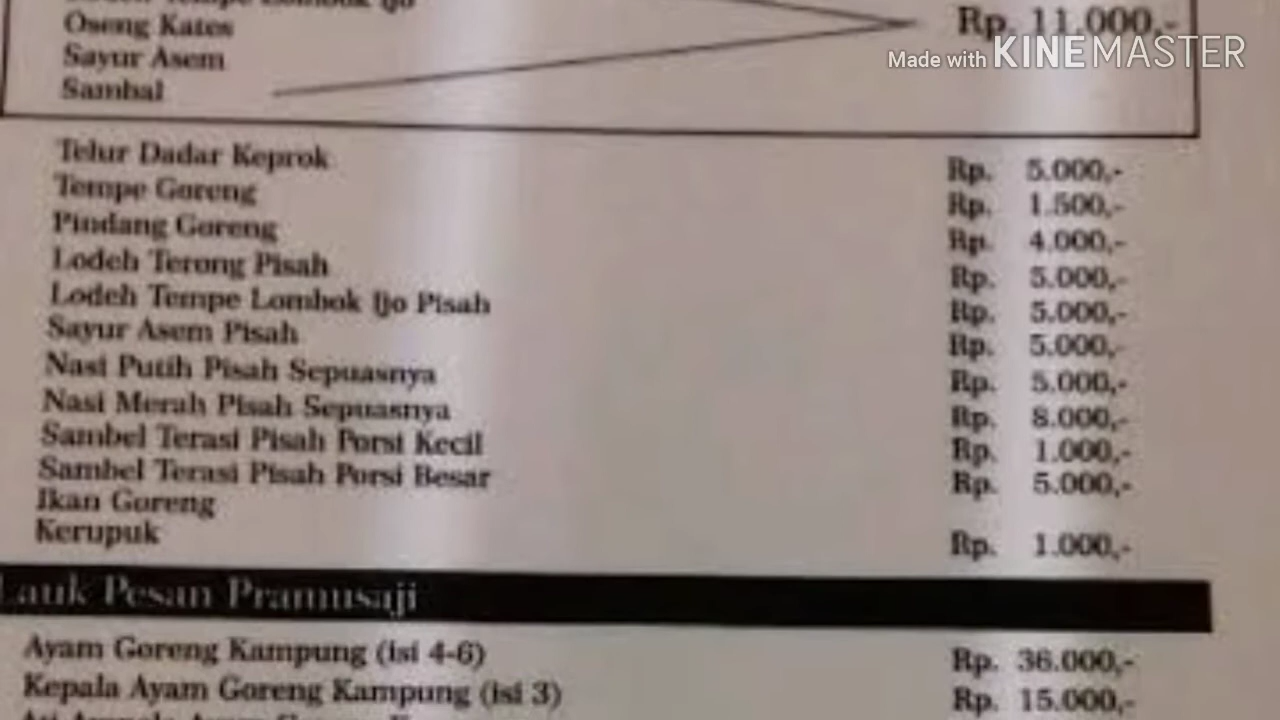 Lodeh Tempe Lombok Ijo
Oseng Kates
Rp. 11.000,-
Made with KINEMASTER
Sayur Asem
Sambal
Telur Dadar Keprok Rp. 5.000,-
Tempe Goreng Rp. 1.500,-
Pindang Goreng Rp. 4.000,-
Lodeh Terong Pisah Rp. 5.000,-
Lodeh Tempe Lombok Ijo Pisah Rp. 5.000,-
Sayur Asem Pisah Rp. 5.000,-
Nasi Putih Pisah Sepuasnya Rp. 5.000,-
Nasi Merah Pisah Sepuasnya Rp. 8.000,-
Sambel Terasi Pisah Porsi Kecil Rp. 1.000,-
Sambel Terasi Pisah Porsi Besar Rp. 5.000,-
Ikan Goreng
Kerupuk Rp. 1.000,-
Lauk Pesan Pramusaji
Ayam Goreng Kampung (isi 4-6) Rp. 36.000,-
Kepala Ayam Goreng Kampung (isi 3) Rp. 15.000,-